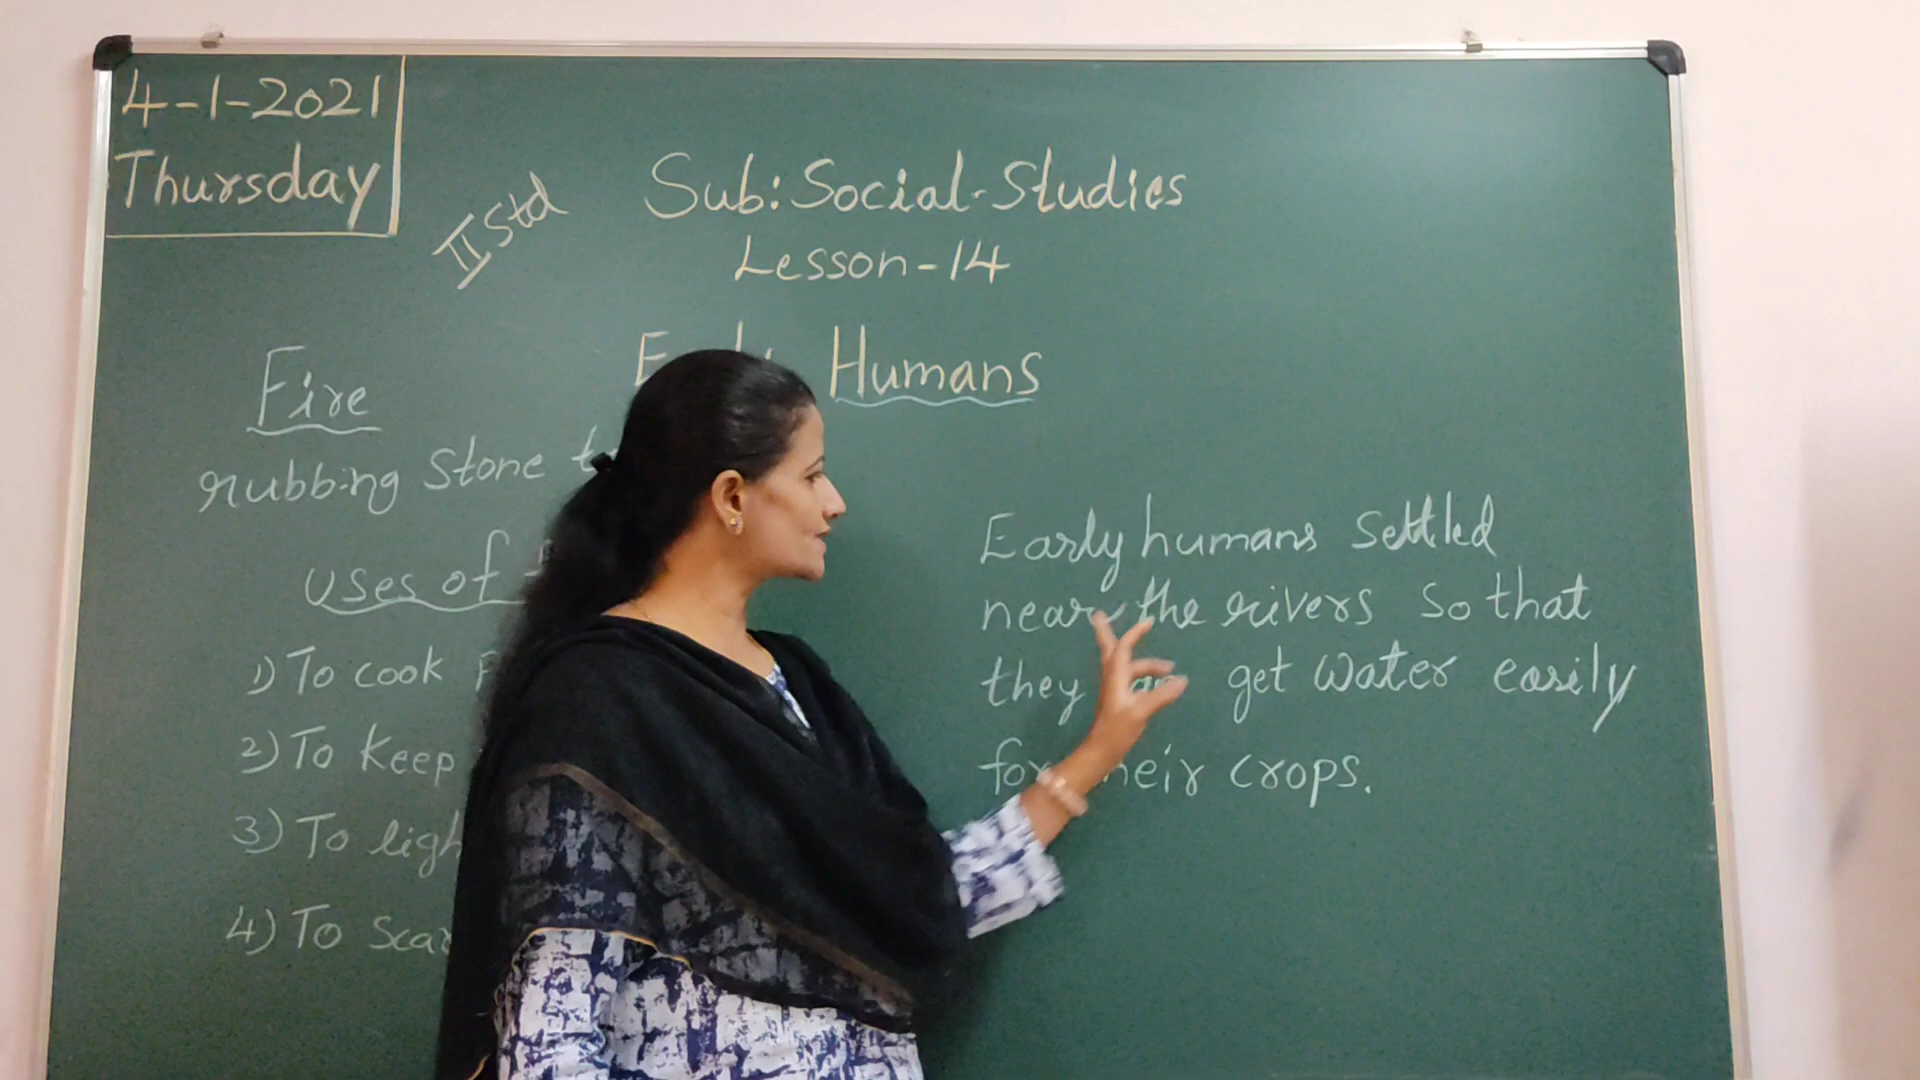 4-1-2021
Thursday
II Std
Sub: Social-Studies
Lesson-14
Humans
Fire
rubbing Stone
uses of
1) To cook
2) To Keep
3) To
4) To
Early humans Settled
near the rivers So that
they get Water easily
for crops.